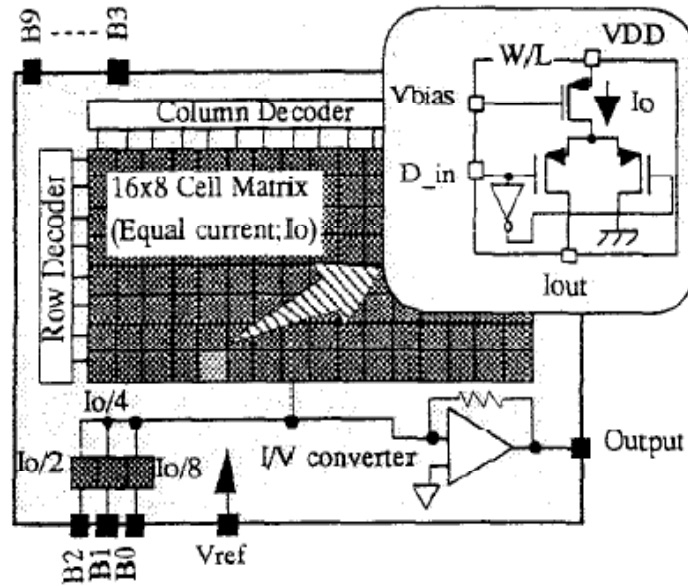 B9 ---- B3
VDD
W/L
Vbias
Io
D_in
Iout
Column Decoder
Row Decoder
16x8 Cell Matrix
(Equal current;Io)
Io/4
Io/2
Io/8
I/V converter
Output
B2
B1
B0
Vref